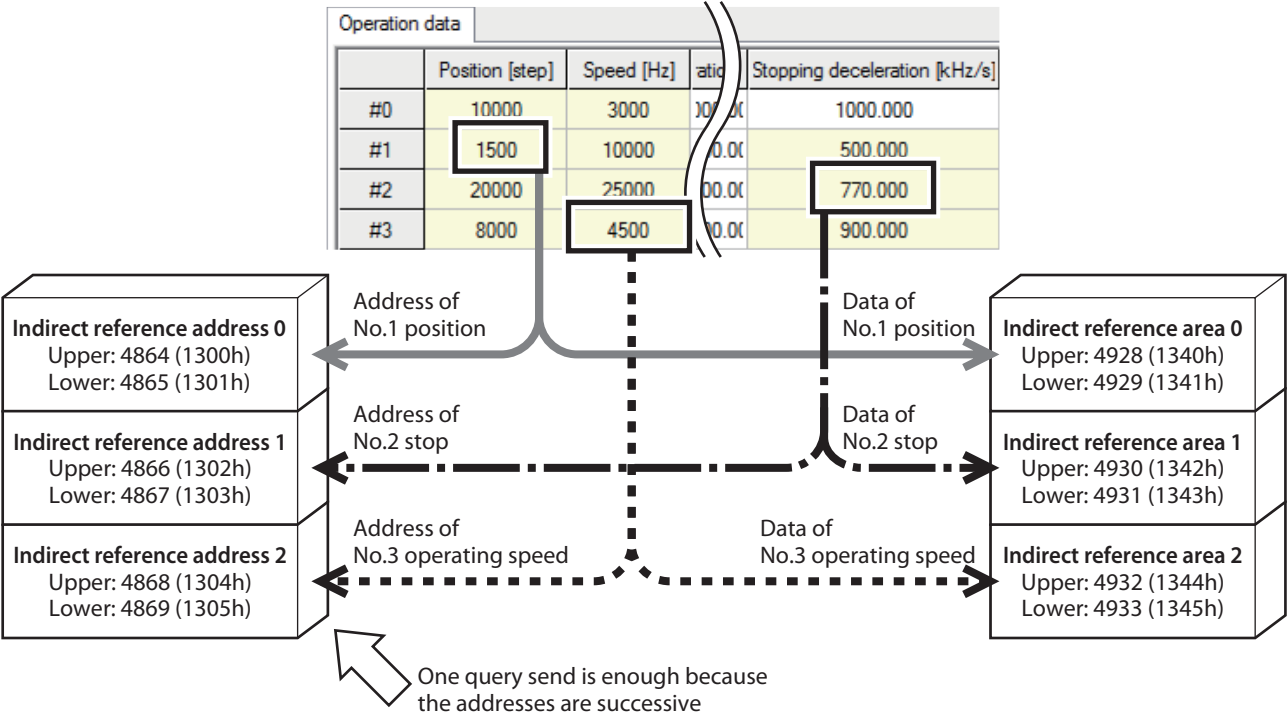 Operation data
Position [step] Speed [Hz] Stopping deceleration [kHz/s]
#0 10000 3000 1000.000
#1 1500 10000 500.000
#2 20000 25000 770.000
#3 8000 4500 900.000
Indirect reference address 0
Upper: 4864 (1300h)
Lower: 4865 (1301h)
Address of
No.1 position
Data of
No.1 position
Indirect reference area 0
Upper: 4928 (1340h)
Lower: 4929 (1341h)
Indirect reference address 1
Upper: 4866 (1302h)
Lower: 4867 (1303h)
Address of
No.2 stop
Data of
No.2 stop
Indirect reference area 1
Upper: 4930 (1342h)
Lower: 4931 (1343h)
Indirect reference address 2
Upper: 4868 (1304h)
Lower: 4869 (1305h)
Address of
No.3 operating speed
Data of
No.3 operating speed
Indirect reference area 2
Upper: 4932 (1344h)
Lower: 4933 (1345h)
One query send is enough because
the addresses are successive